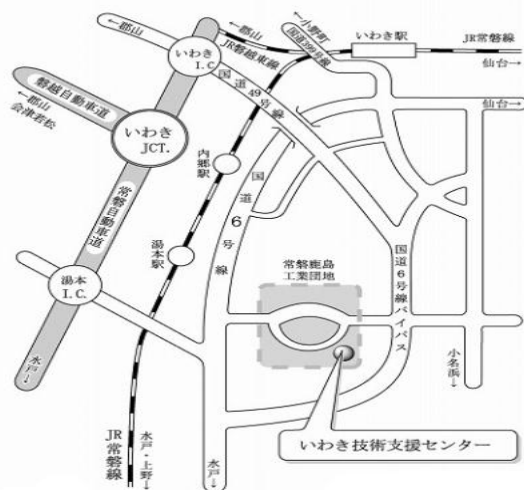 ←郡山
いわき
I.C
←郡山
JR磐越東線
←小野町
国道399号線
いわき駅
JR常磐線
仙台→
磐越自動車道
←郡山
会津若松
いわき
JCT.
国道49号線
仙台→
内郷駅
国道6号線
常磐自動車道
湯本駅
湯本
I.C.
常磐鹿島
工業団地
国道6号線バイパス
水戸→
小名浜→
JR常磐線
水戸・上野→
水戸→
いわき技術支援センター